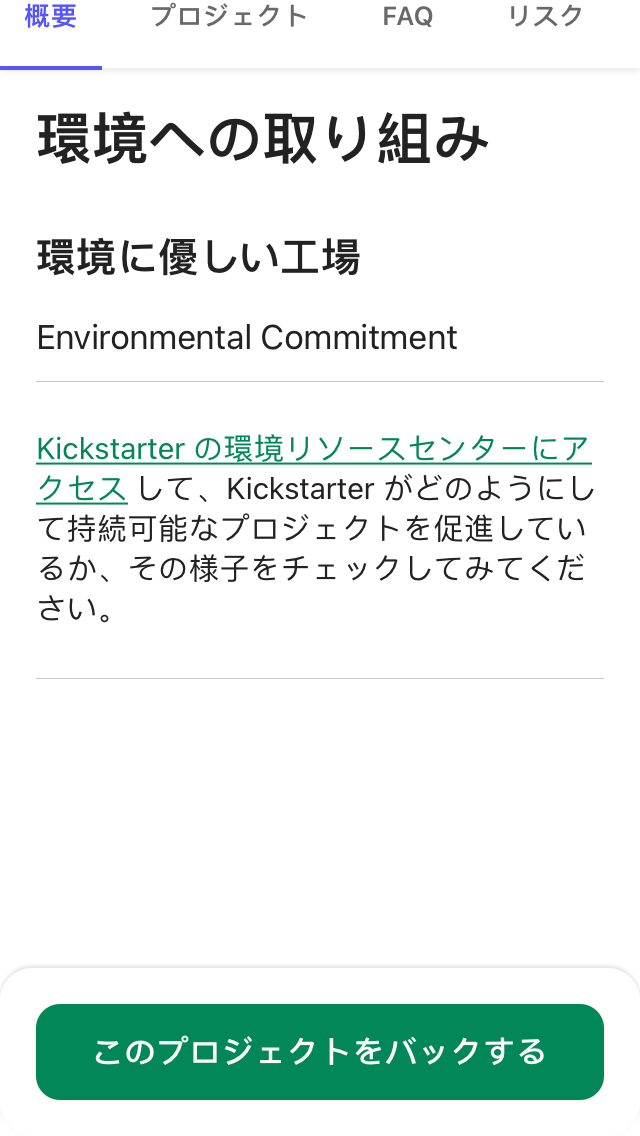 概要 プロジェクト FAQ リスク
環境への取り組み
環境に優しい工場
Environmental Commitment
Kickstarter の環境リソースセンターにア
クセス して、Kickstarter がどのようにし
て持続可能なプロジェクトを促進してい
るか、その様子をチェックしてみてくだ
さい。
このプロジェクトをバックする